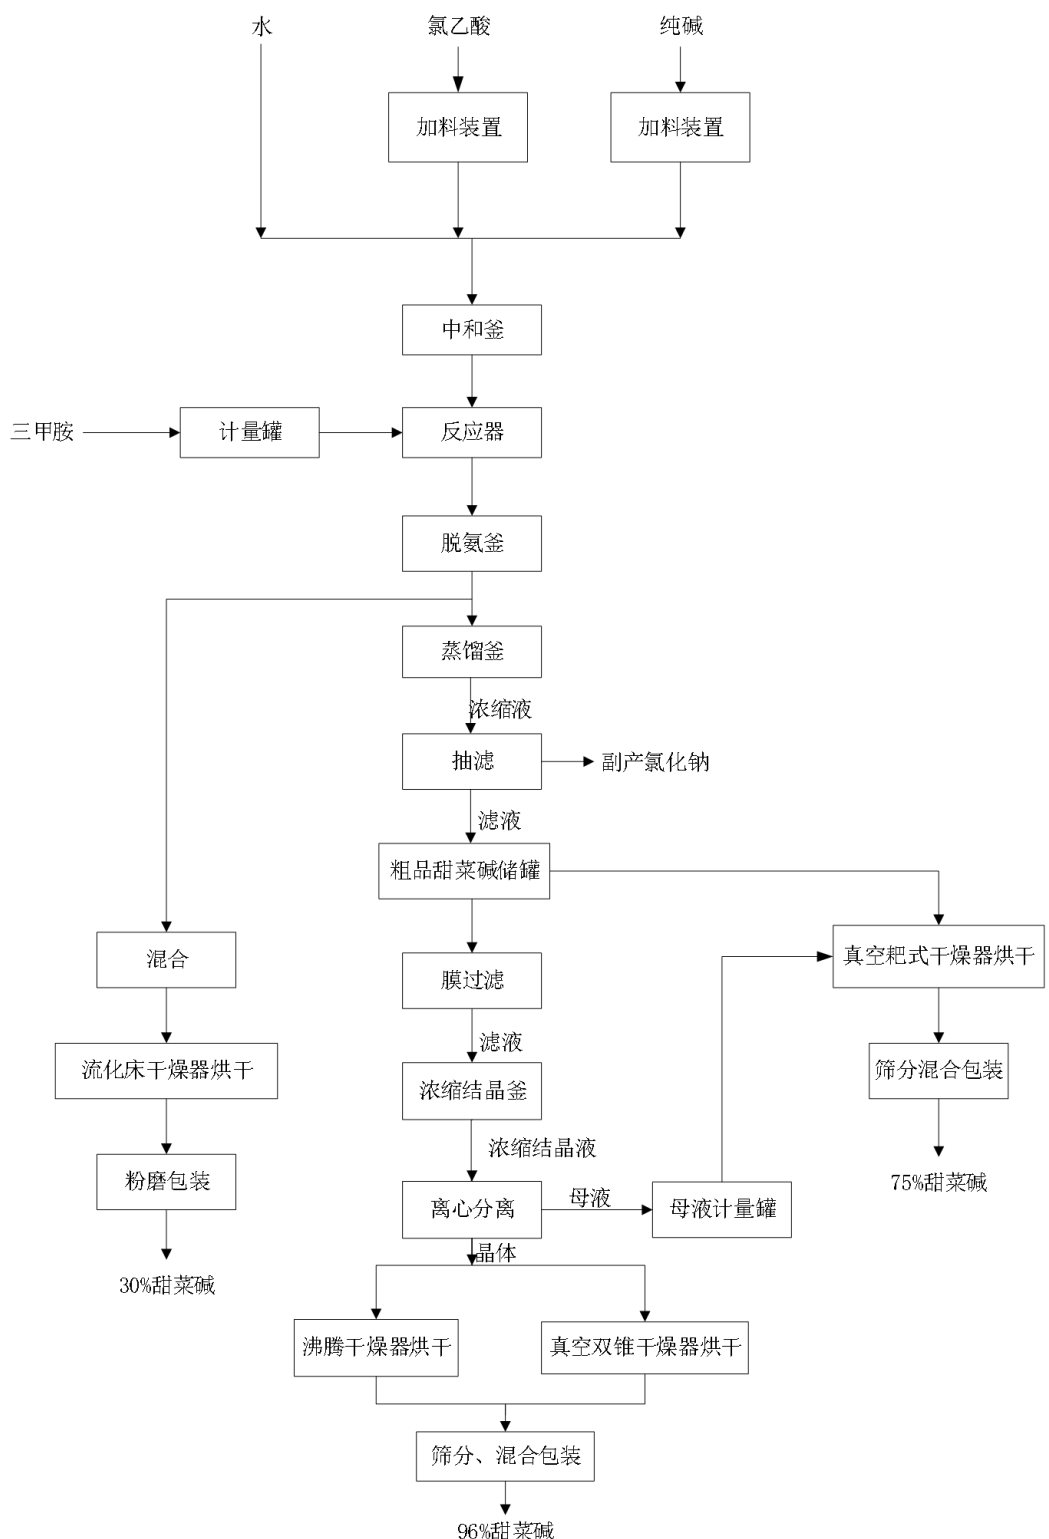 水
氯乙酸
纯碱
加料装置
加料装置
中和釜
三甲胺
计量罐
反应器
脱氨釜
蒸馏釜
浓缩液
抽滤
副产氯化钠
滤液
粗品甜菜碱储罐
混合
真空耙式干燥器烘干
膜过滤
滤液
流化床干燥器烘干
浓缩结晶釜
筛分混合包装
浓缩结晶液
粉磨包装
75%甜菜碱
离心分离
母液
母液计量罐
晶体
30%甜菜碱
沸腾干燥器烘干
真空双锥干燥器烘干
筛分、混合包装
96%甜菜碱